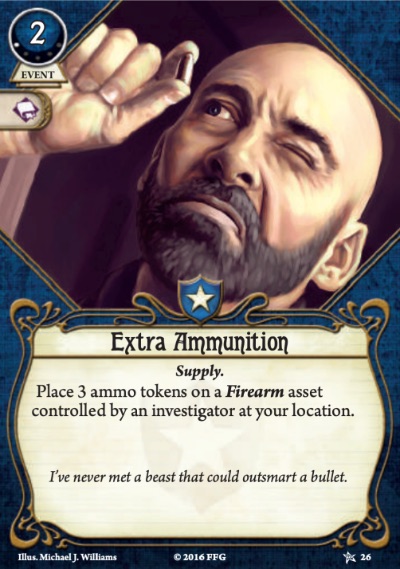 2
EVENT
Extra Ammunition
Supply.
Place 3 ammo tokens on a Firearm asset
controlled by an investigator at your location.
I've never met a beast that could outsmart a bullet.
Illus. Michael J. Williams © 2016 FFG 26